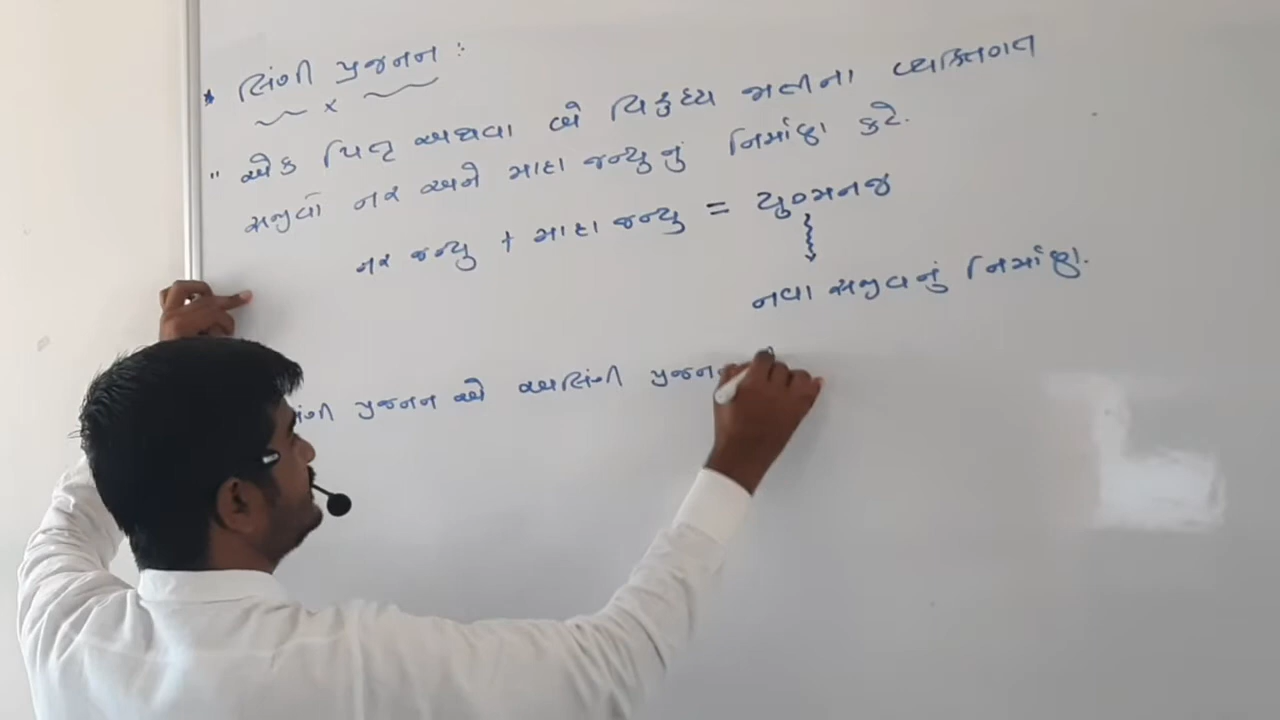 * લિંગી પ્રજનન :
" એક પિતૃ અથવા બે વિરુદ્ધ જાતીના વ્યક્તિગત
સજીવો નર અને માદા જન્યુ નું નિર્માણ કરે.
નર જન્યુ + માદા જન્યુ = યુગ્મનજ
નવા સજીવનું નિર્માણ.
લિંગી પ્રજનન એ અલિંગી પ્રજનન